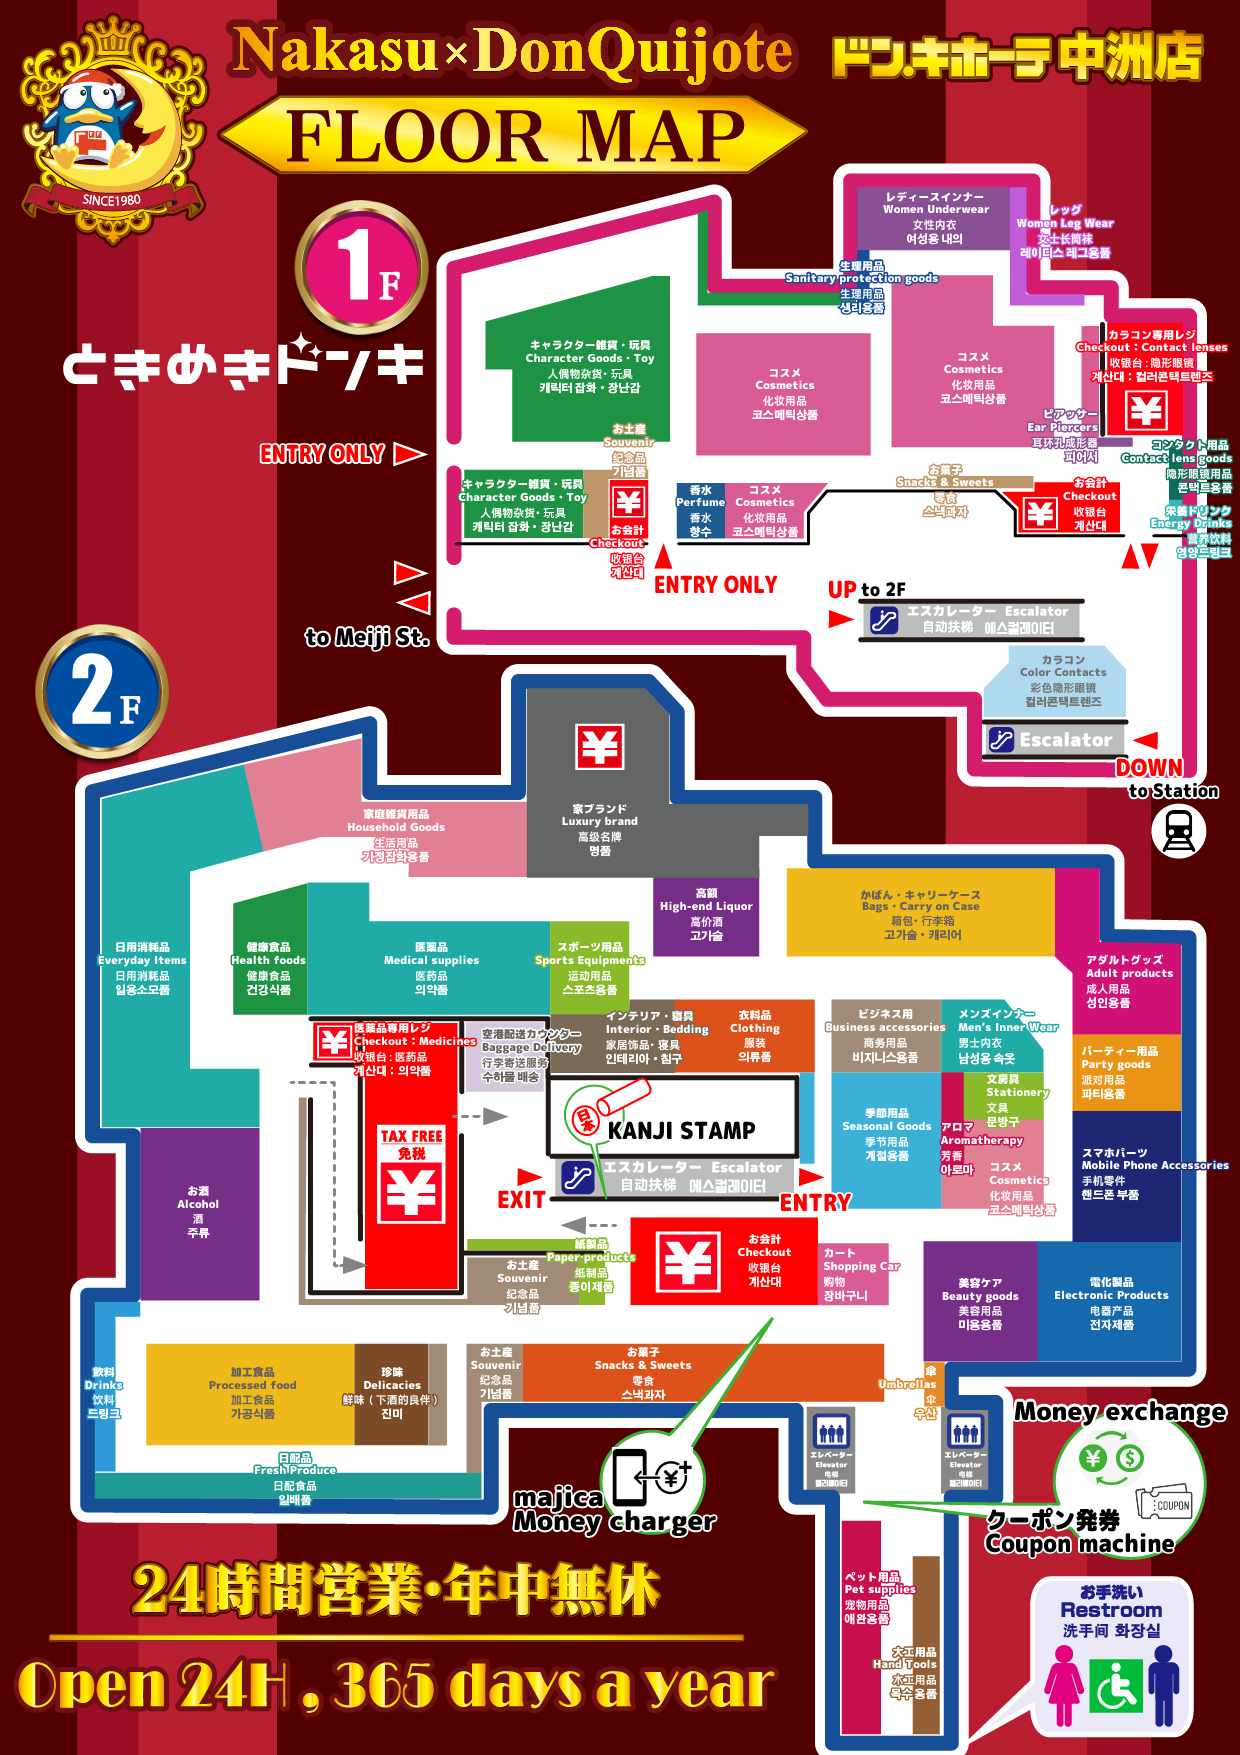 Nakasu×DonQuijote
ドン.キホーテ 中洲店
FLOOR MAP
SINCE1980
1F
ときめきドンキ
レディースインナー
Women Underwear
女性内衣
여성용 내의
レッグ
Women Leg Wear
女士长筒袜
레이디스 레그용품
生理用品
Sanitary protection goods
生理用品
생리용품
キャラクター雑貨・玩具
Character Goods・Toy
人偶物杂货・玩具
캐릭터 잡화・장난감
コスメ
Cosmetics
化妆用品
코스메틱상품
コスメ
Cosmetics
化妆用品
코스메틱상품
カラコン専用レジ
Checkout：Contact lenses
收银台：隐形眼镜
계산대：컬러콘택트렌즈
ピアッサー
Ear Piercers
耳环孔成形器
피어서
コンタクト用品
Contact lens goods
隐形眼镜用品
콘택트용품
お土産
Souvenir
纪念品
기념품
ENTRY ONLY
キャラクター雑貨・玩具
Character Goods・Toy
人偶物杂货・玩具
캐릭터 잡화・장난감
お会計
Checkout
收银台
계산대
香水
Perfume
香水
향수
コスメ
Cosmetics
化妆用品
코스메틱상품
お菓子
Snacks & Sweets
零食
스낵과자
お会計
Checkout
收银台
계산대
栄養ドリンク
Energy Drinks
营养饮料
영양드링크
ENTRY ONLY
to Meiji St.
UP to 2F
エスカレーター Escalator
自动扶梯 에스컬레이터
カラコン
Color Contacts
彩色隐形眼镜
컬러콘택트렌즈
Escalator
DOWN
to Station
2F
家庭雑貨用品
Household Goods
生活用品
가정잡화용품
家ブランド
Luxury brand
高级名牌
명품
高額
High-end Liquor
高价酒
고가술
かばん・キャリーケース
Bags・Carry on Case
箱包・行李箱
고가술・캐리어
日用消耗品
Everyday Items
日用消耗品
일용소모품
健康食品
Health foods
健康食品
건강식품
医薬品
Medical supplies
医药品
의약품
スポーツ用品
Sports Equipments
运动用品
스포츠용품
アダルトグッズ
Adult products
成人用品
성인용품
医薬品専用レジ
Checkout：Medicines
收银台：医药品
계산대：의약품
空港配送カウンター
Baggage Delivery
行李寄送服务
수하물 배송
インテリア・寝具
Interior・Bedding
家居饰品・寝具
인테리아・침구
衣料品
Clothing
服装
의류품
ビジネス用
Business accessories
商务用品
비지니스용품
メンズインナー
Men's Inner Wear
男士内衣
남성용 속옷
パーティー用品
Party goods
派对用品
파티용품
文房具
Stationery
文具
문방구
季節用品
Seasonal Goods
季节用品
계절용품
アロマ
Aromatherapy
芳香
아로마
コスメ
Cosmetics
化妆用品
코스메틱상품
スマホパーツ
Mobile Phone Accessories
手机零件
핸드폰 부품
TAX FREE
免税
日本
KANJI STAMP
エスカレーター Escalator
自动扶梯 에스컬레이터
EXIT
ENTRY
お酒
Alcohol
酒
주류
紙製品
Paper products
纸制品
종이제품
お土産
Souvenir
纪念品
기념품
お会計
Checkout
收银台
계산대
カート
Shopping Car
购物
장바구니
美容ケア
Beauty goods
美容用品
미용용품
電化製品
Electronic Products
电器产品
전자제품
飲料
Drinks
饮料
드링크
加工食品
Processed food
加工食品
가공식품
珍味
Delicacies
鲜味（下酒的良伴）
진미
お土産
Souvenir
纪念品
기념품
お菓子
Snacks & Sweets
零食
스낵과자
傘
Umbrellas
伞
우산
日配品
Fresh Produce
日配食品
일배품
エレベーター
Elevator
电梯
엘리베이터
エレベーター
Elevator
电梯
엘리베이터
majica
Money charger
Money exchange
COUPON
クーポン発券
Coupon machine
ペット用品
Pet supplies
宠物用品
애완용품
大工用品
Hand Tools
木工用品
목수용품
お手洗い
Restroom
洗手间 화장실
24時間営業・年中無休
Open 24H , 365 days a year